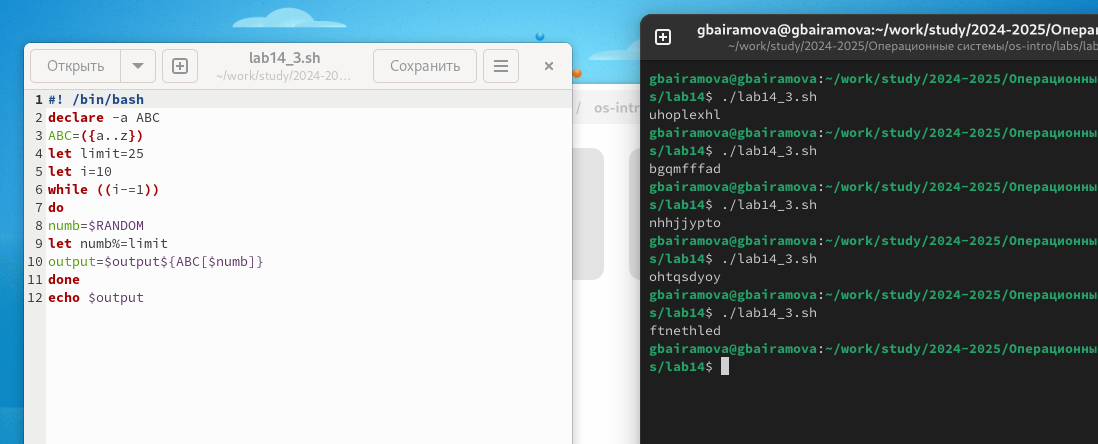 Открыть
lab14_3.sh
~/work/study/2024-20…
Сохранить
1 #! /bin/bash
2 declare -a ABC
3 ABC=({a..z})
4 let limit=25
5 let i=10
6 while ((i-=1))
7 do
8 numb=$RANDOM
9 let numb%=limit
10 output=$output${ABC[$numb]}
11 done
12 echo $output
/ os-intr
gbairamova@gbairamova:~/work/study/2024-2025/Опера
~/work/study/2024-2025/Операционные системы/os-intro/labs/lab
gbairamova@gbairamova:~/work/study/2024-2025/Операционны
s/lab14$ ./lab14_3.sh
uhoplexhl
gbairamova@gbairamova:~/work/study/2024-2025/Операционны
s/lab14$ ./lab14_3.sh
bgqmfffad
gbairamova@gbairamova:~/work/study/2024-2025/Операционны
s/lab14$ ./lab14_3.sh
nhhjjypto
gbairamova@gbairamova:~/work/study/2024-2025/Операционны
s/lab14$ ./lab14_3.sh
ohtqsdyoy
gbairamova@gbairamova:~/work/study/2024-2025/Операционны
s/lab14$ ./lab14_3.sh
ftnethled
gbairamova@gbairamova:~/work/study/2024-2025/Операционны
s/lab14$